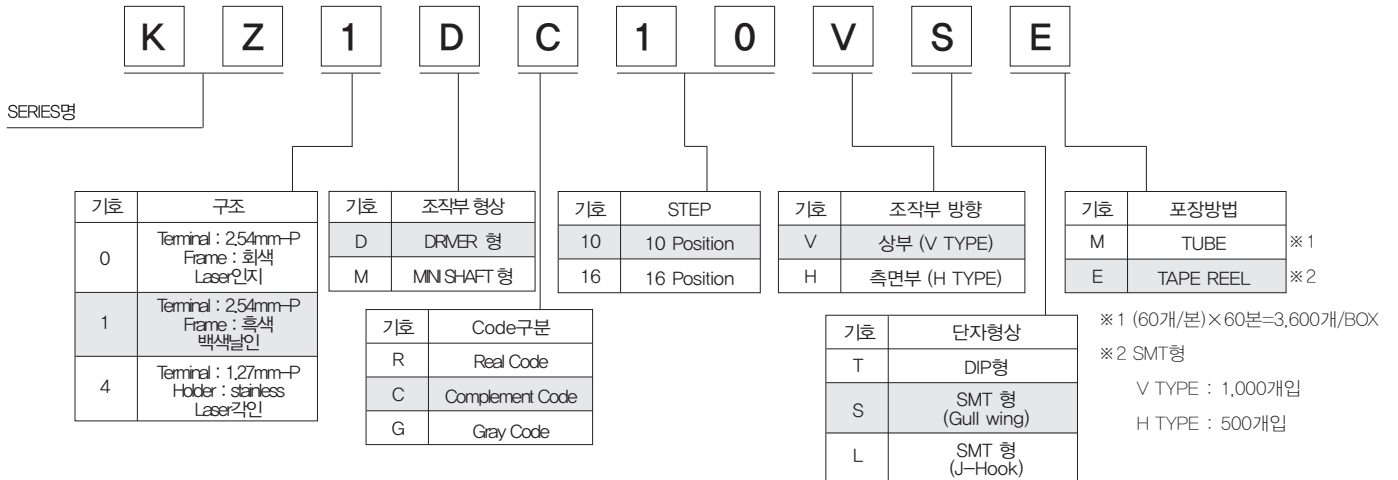 K Z 1 D C 1 0 V S E
SERIES명
기호 구조
0 Terminal : 2.54mm-P
Frame : 회색
Laser인지
1 Terminal : 2.54mm-P
Frame : 흑색
백색날인
4 Terminal : 1.27mm-P
Holder : stainless
Laser각인
기호 조작부 형상
D DRIVER 형
M MINI SHAFT 형
기호 Code구분
R Real Code
C Complement Code
G Gray Code
기호 STEP
10 10 Position
16 16 Position
기호 조작부 방향
V 상부 (V TYPE)
H 측면부 (H TYPE)
기호 단자형상
T DIP형
S SMT 형
(Gull wing)
L SMT 형
(J-Hook)
기호 포장방법
M TUBE ※1
E TAPE REEL ※2
※1 (60개/본)×60본=3,600개/BOX
※2 SMT형
V TYPE : 1,000개입
H TYPE : 500개입